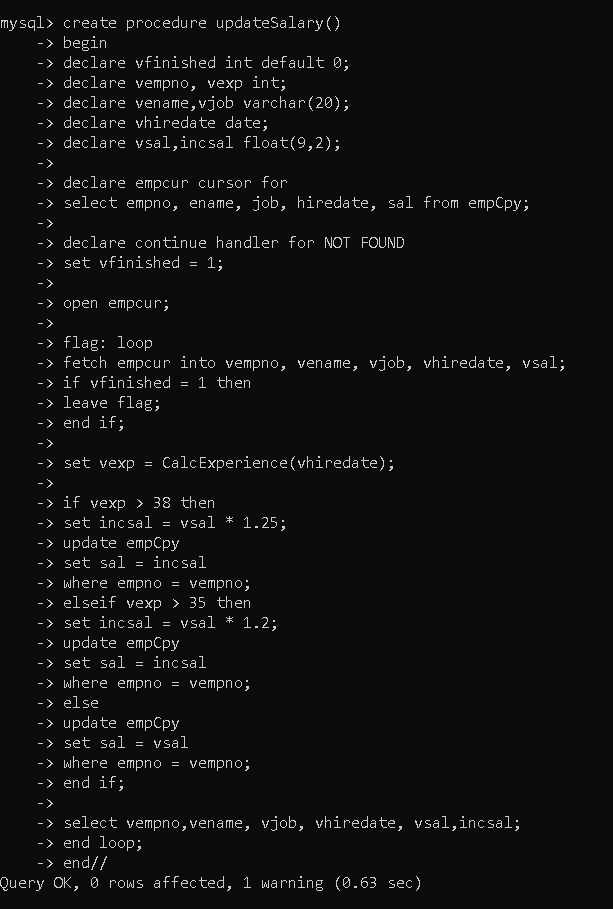 mysql> create procedure updateSalary()
-> begin
-> declare vfinished int default 0;
-> declare vempno, vexp int;
-> declare vename,vjob varchar(20);
-> declare vhiredate date;
-> declare vsal,incsal float(9,2);
->
-> declare empcur cursor for
-> select empno, ename, job, hiredate, sal from empCpy;
->
-> declare continue handler for NOT FOUND
-> set vfinished = 1;
->
-> open empcur;
->
-> flag: loop
-> fetch empcur into vempno, vename, vjob, vhiredate, vsal;
-> if vfinished = 1 then
-> leave flag;
-> end if;
->
-> set vexp = CalcExperience(vhiredate);
->
-> if vexp > 38 then
-> set incsal = vsal * 1.25;
-> update empCpy
-> set sal = incsal
-> where empno = vempno;
-> elseif vexp > 35 then
-> set incsal = vsal * 1.2;
-> update empCpy
-> set sal = incsal
-> where empno = vempno;
-> else
-> update empCpy
-> set sal = vsal
-> where empno = vempno;
-> end if;
->
-> select vempno,vename, vjob, vhiredate, vsal,incsal;
-> end loop;
-> end//
Query OK, 0 rows affected, 1 warning (0.63 sec)